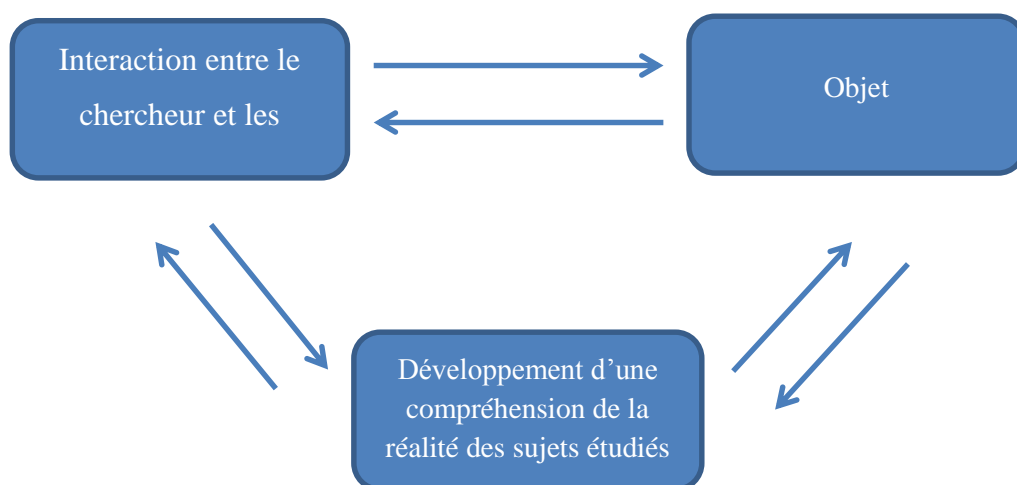 Interaction entre le
chercheur et les
Objet
Développement d’une
compréhension de la
réalité des sujets étudiés